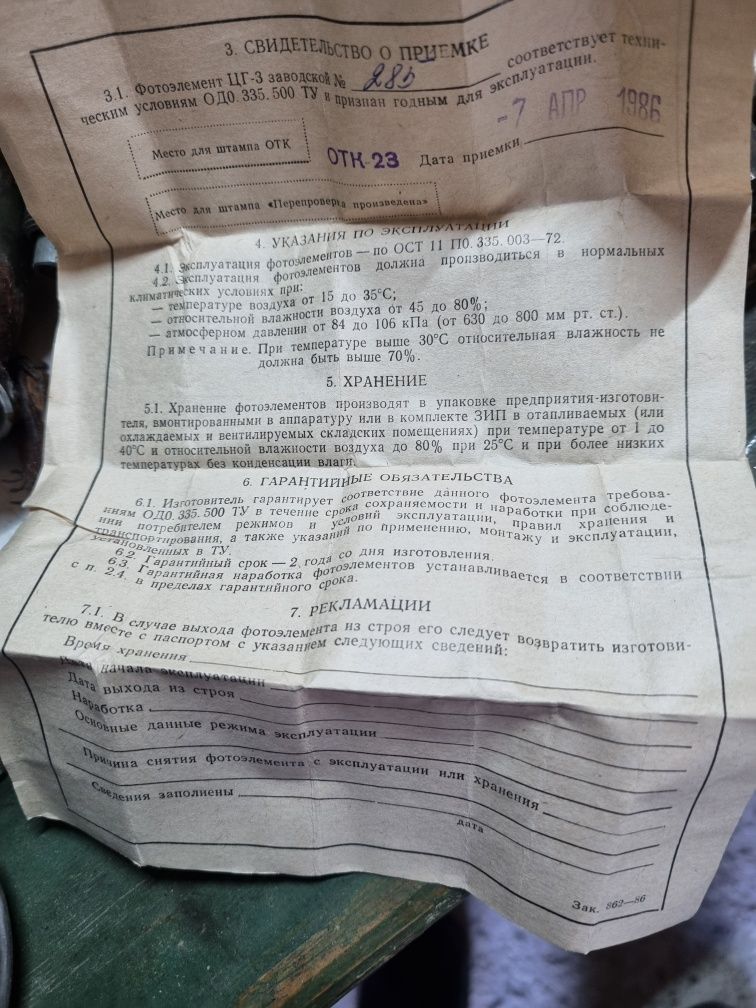 3. СВИДЕТЕЛЬСТВО О ПРИЕМКЕ
3.1. Фотоэлемент ЦГ-3 заводской № 285 соответствует техни-
ческим условиям ОД0.335.500 ТУ и признан годным для эксплуатации.
-7 АПР 1986
Место для штампа ОТК
ОТК-23 Дата приемки
Место для штампа «Перепроверка произведена»
4. УКАЗАНИЯ ПО ЭКСПЛУАТАЦИИ
4.1. Эксплуатация фотоэлементов — по ОСТ 11 П0.335.003—72.
4.2. Эксплуатация фотоэлементов должна производиться в нормальных
климатических условиях при:
— температуре воздуха от 15 до 35°С;
— относительной влажности воздуха от 45 до 80%;
— атмосферном давлении от 84 до 106 кПа (от 630 до 800 мм рт. ст.).
Примечание. При температуре выше 30°С относительная влажность не
должна быть выше 70%.
5. ХРАНЕНИЕ
5.1. Хранение фотоэлементов производят в упаковке предприятия-изготови-
теля, вмонтированными в аппаратуру или в комплекте ЗИП в отапливаемых (или
охлаждаемых и вентилируемых складских помещениях) при температуре от 1 до
40°С и относительной влажности воздуха до 80% при 25°С и при более низких
температурах без конденсации влаги.
6. ГАРАНТИЙНЫЕ ОБЯЗАТЕЛЬСТВА
6.1. Изготовитель гарантирует соответствие данного фотоэлемента требова-
ниям ОД0.335.500 ТУ в течение срока сохраняемости и наработки при соблюде-
нии потребителем режимов и условий эксплуатации, правил хранения и
транспортирования, а также указаний по применению, монтажу и эксплуатации,
установленных в ТУ.
6.2. Гарантийный срок — 2 года со дня изготовления.
6.3. Гарантийная наработка фотоэлементов устанавливается в соответствии
с п. 2.4. в пределах гарантийного срока.
7. РЕКЛАМАЦИИ
7.1. В случае выхода фотоэлемента из строя его следует возвратить изготови-
телю вместе с паспортом с указанием следующих сведений:
Время хранения
Дата начала эксплуатации
Дата выхода из строя
Наработка
Основные данные режима эксплуатации
Причина снятия фотоэлемента с эксплуатации или хранения
Сведения заполнены
дата
Зак. 862—86